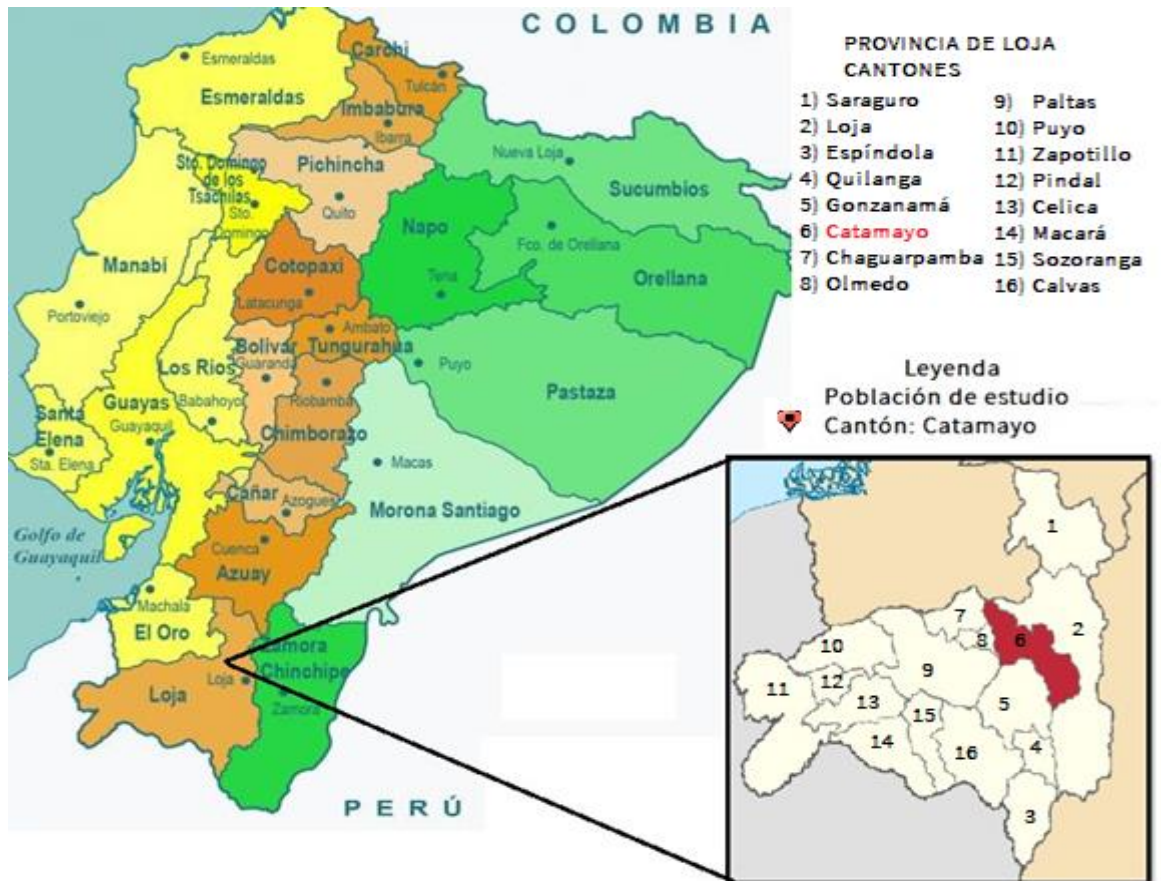 COLOMBIA
Esmeraldas
Esmeraldas
Carchi
Tulcán
Imbabura
Ibarra
Sto. Domingo
de los
Tsachilas
Sto.
Domingo
Pichincha
Quito
Nueva Loja
Sucumbios
Napo
Tena
Fco. de Orellana
Orellana
Manabí
Portoviejo
Cotopaxi
Latacunga
Ambato
Tungurahua
Bolivar
Guaranda
Los Rios
Babahoyo
Puyo
Pastaza
Santa
Elena
Sta. Elena
Guayas
Guayaquil
Riobamba
Chimborazo
Macas
Morona Santiago
Cañar
Azogues
Golfo de
Guayaquil
Cuenca
Azuay
Machala
El Oro
Zamora
Chinchipe
Zamora
Loja
Loja
PERÚ
PROVINCIA DE LOJA
CANTONES
1) Saraguro
2) Loja
3) Espíndola
4) Quilanga
5) Gonzanamá
6) Catamayo
7) Chaguarpamba
8) Olmedo
9) Paltas
10) Puyo
11) Zapotillo
12) Pindal
13) Celica
14) Macará
15) Sozoranga
16) Calvas
Leyenda
Población de estudio
Cantón: Catamayo
1
2
7
8
6
10
9
12
11
13
5
15
14
16
4
3